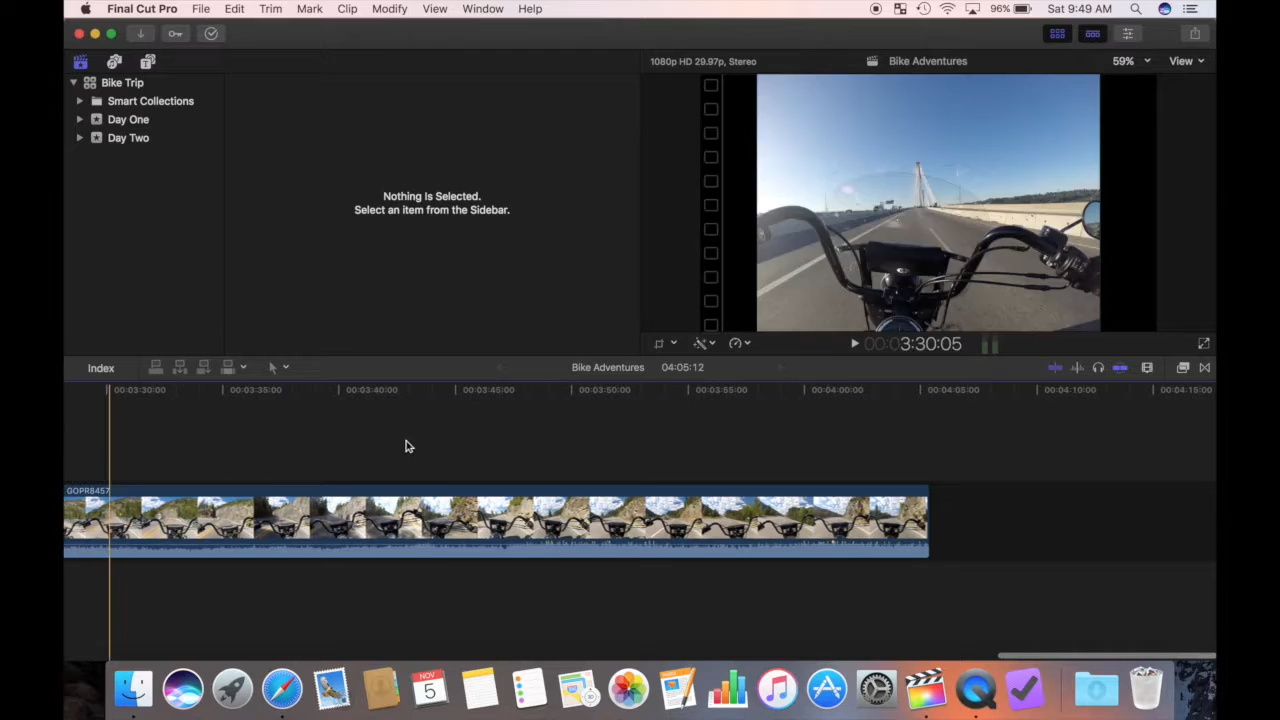 Final Cut Pro File Edit Trim Mark Clip Modify View Window Help 96% Sat 9:49 AM
Bike Trip
Smart Collections
Day One
Day Two
Nothing Is Selected.
Select an item from the Sidebar.
1080p HD 29.97p, Stereo Bike Adventures 59% View
00:03:30:05
Index Bike Adventures 04:05:12
00:03:30:00 00:03:35:00 00:03:40:00 00:03:45:00 00:03:50:00 00:03:55:00 00:04:00:00 00:04:05:00 00:04:10:00 00:04:15:00
GOPR8457
NOV
5